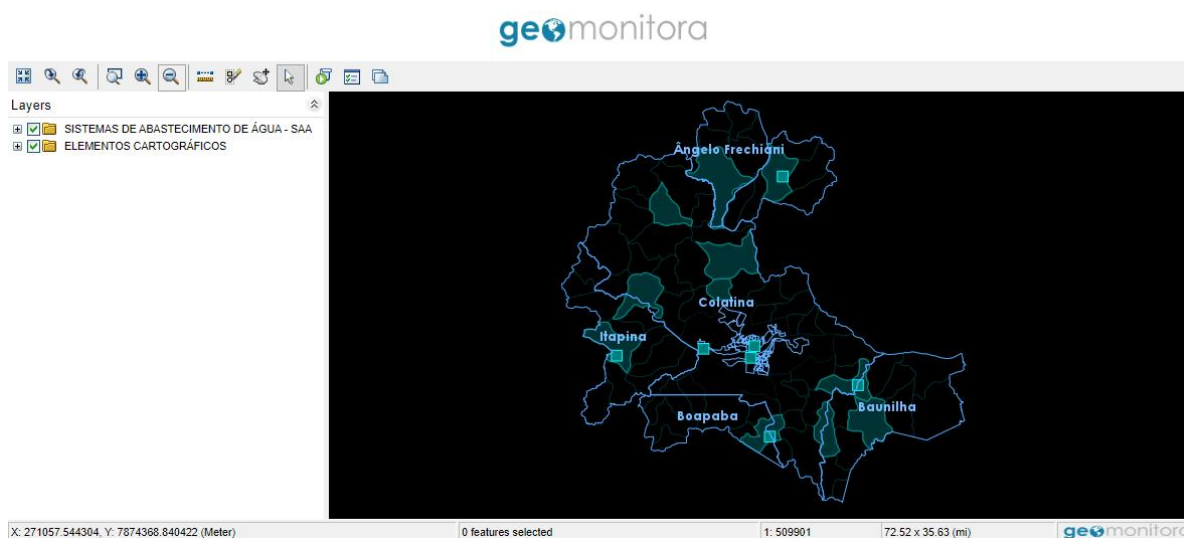 geomonitora
Layers
SISTEMAS DE ABASTECIMENTO DE ÁGUA - SAA
ELEMENTOS CARTOGRÁFICOS
Ângelo Frechiani
Colatina
Itapina
Baunilha
Boapaba
X: 271057.544304, Y: 7874368.840422 (Meter)
0 features selected
1: 509901
72.52 x 35.63 (mi)
geomonitora